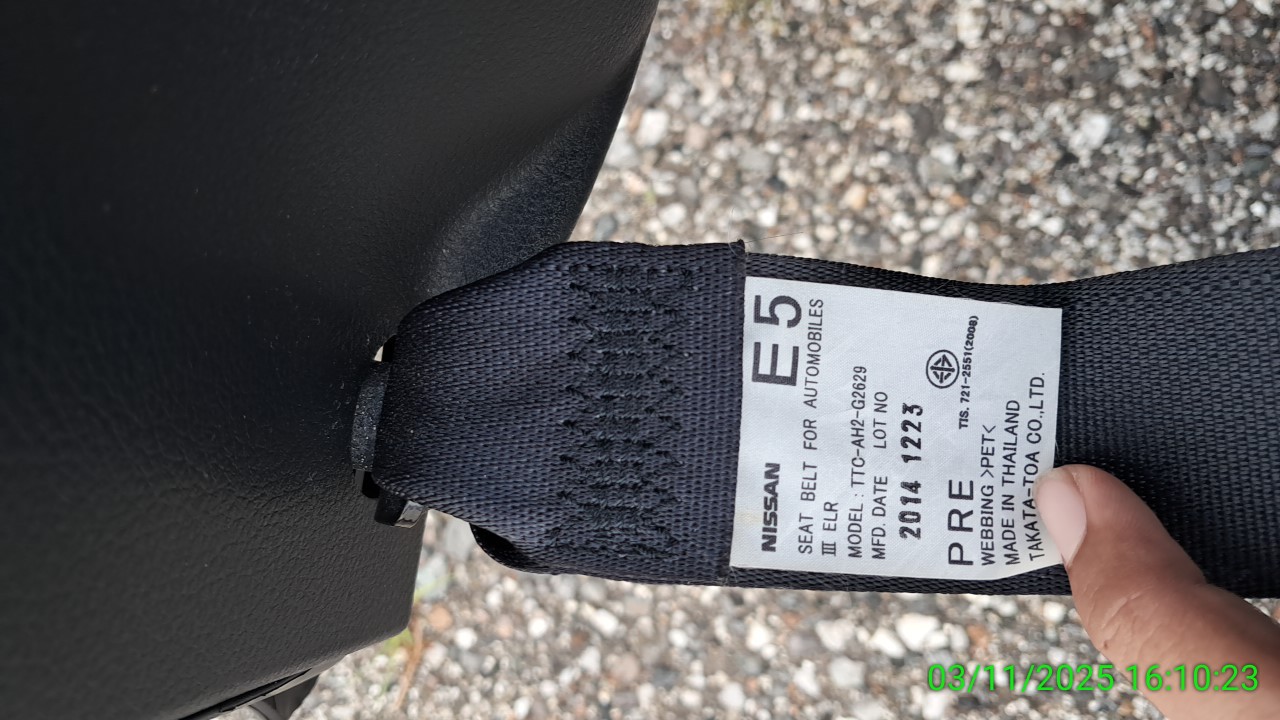 NISSAN E5
SEAT BELT FOR AUTOMOBILES
III ELR
MODEL : TTC-AH2-G2629
MFD. DATE LOT NO
2014 1223
PRE
TIS. 721-2551(2008)
WEBBING >PET<
MADE IN THAILAND
TAKATA-TOA CO.,LTD.
03/11/2025 16:10:23